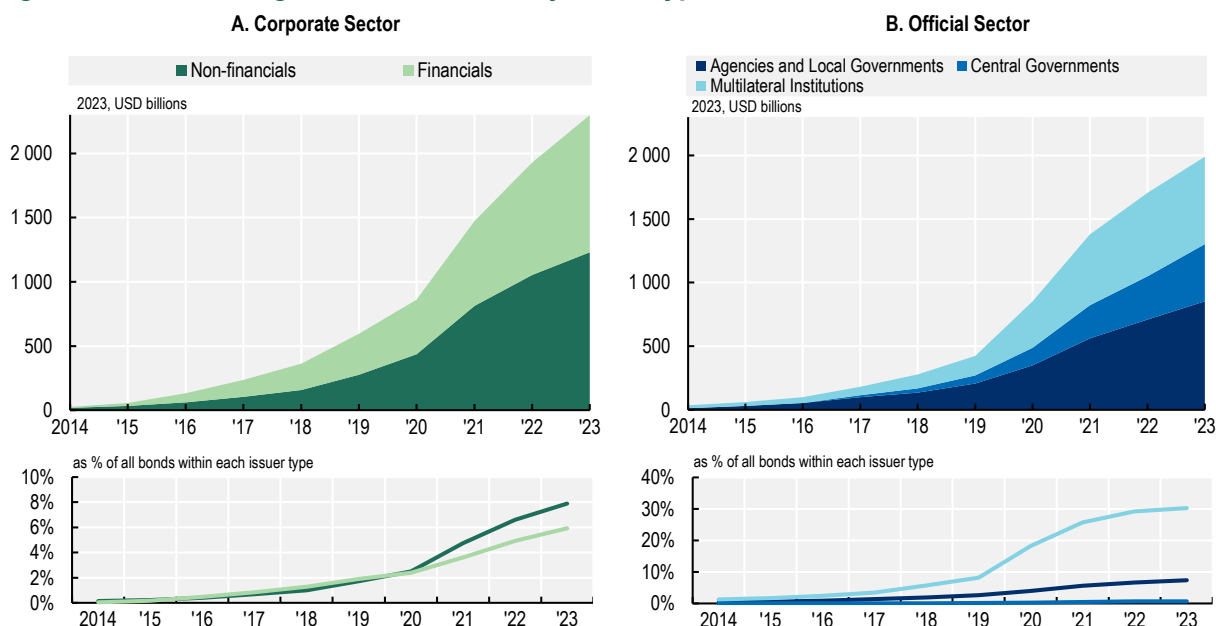 A. Corporate Sector
Non-financials Financials
2023, USD billions
2 000
1 500
1 000
500
0
2014 '15 '16 '17 '18 '19 '20 '21 '22 '23
as % of all bonds within each issuer type
10%
8%
6%
4%
2%
0%
2014 '15 '16 '17 '18 '19 '20 '21 '22 '23
B. Official Sector
Agencies and Local Governments Central Governments
Multilateral Institutions
2023, USD billions
2 000
1 500
1 000
500
0
2014 '15 '16 '17 '18 '19 '20 '21 '22 '23
as % of all bonds within each issuer type
40%
30%
20%
10%
0%
2014 '15 '16 '17 '18 '19 '20 '21 '22 '23